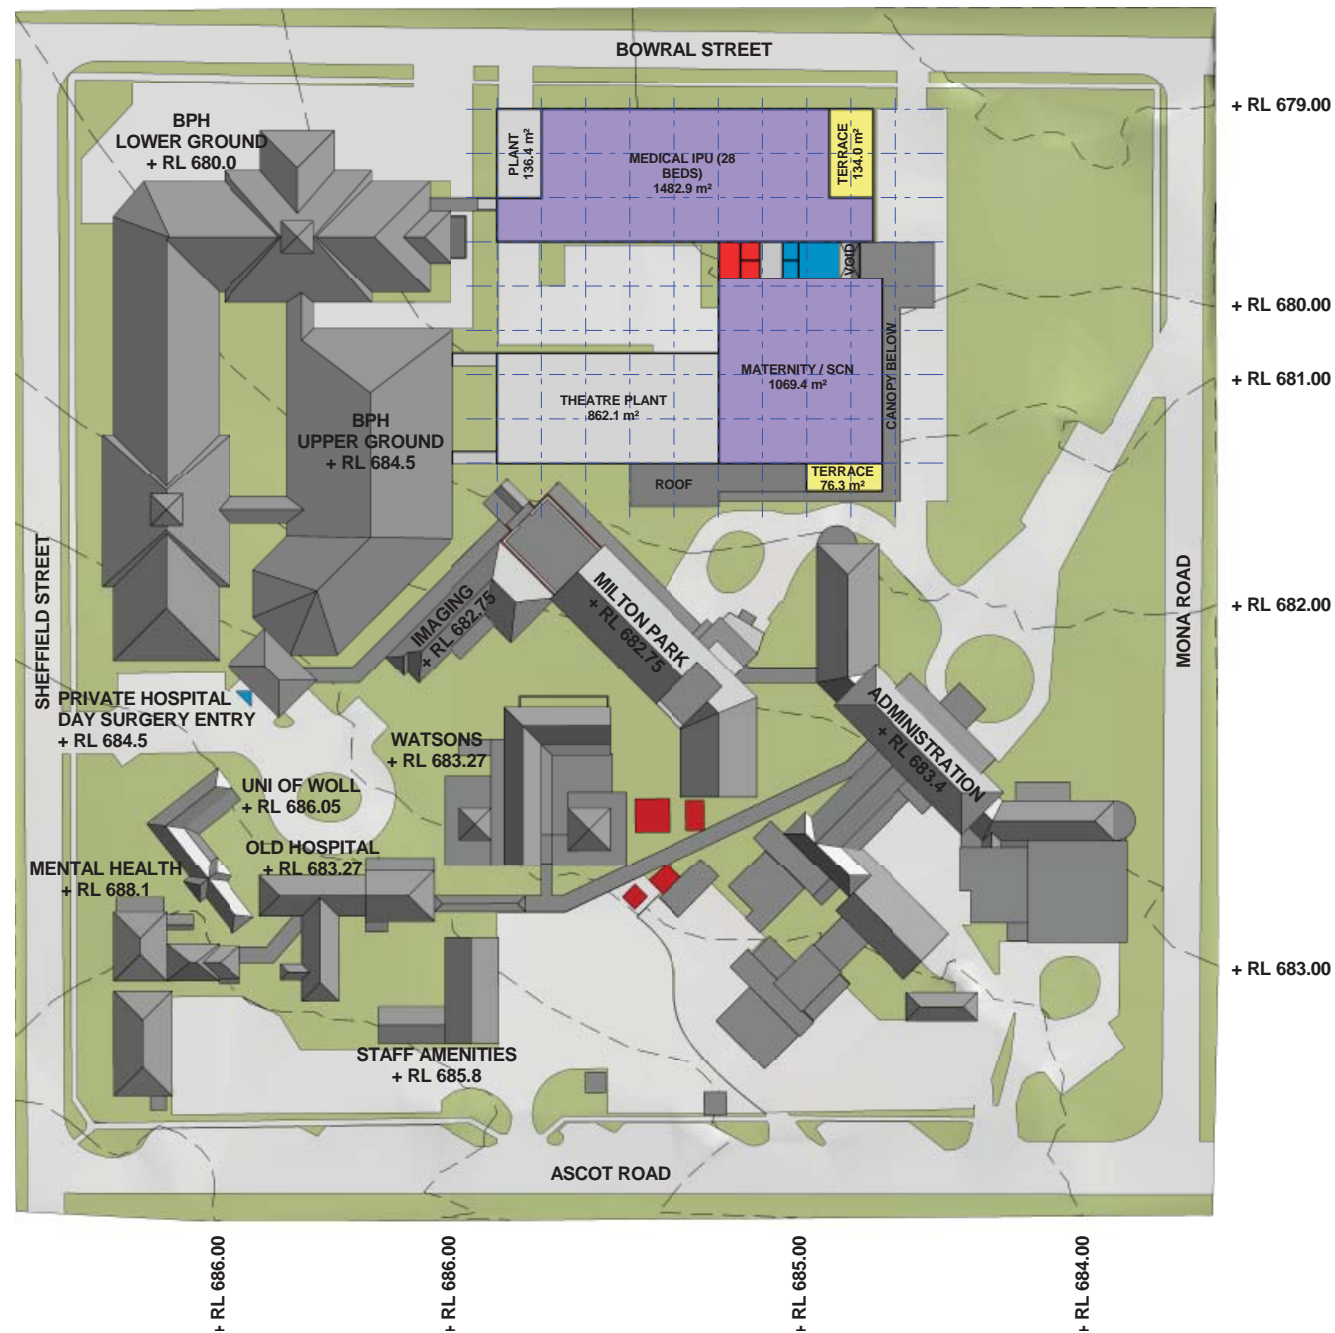 BOWRAL STREET
+ RL 679.00
BPH
LOWER GROUND
+ RL 680.0
PLANT
136.4 m²
MEDICAL IPU (28
BEDS)
1482.9 m²
TERRACE
134.0 m²
VOID
+ RL 680.00
CANOPY BELOW
MATERNITY / SCN
1069.4 m²
+ RL 681.00
THEATRE PLANT
862.1 m²
BPH
UPPER GROUND
+ RL 684.5
TERRACE
76.3 m²
ROOF
SHEFFIELD STREET
IMAGING
+ RL 682.75
MILTON PARK
+ RL 682.75
MONA ROAD
+ RL 682.00
PRIVATE HOSPITAL
DAY SURGERY ENTRY
+ RL 684.5
ADMINISTRATION
+ RL 683.4
WATSONS
+ RL 683.27
UNI OF WOLL
+ RL 686.05
OLD HOSPITAL
+ RL 683.27
MENTAL HEALTH
+ RL 688.1
+ RL 683.00
STAFF AMENITIES
+ RL 685.8
ASCOT ROAD
+ RL 686.00
+ RL 686.00
+ RL 685.00
+ RL 684.00